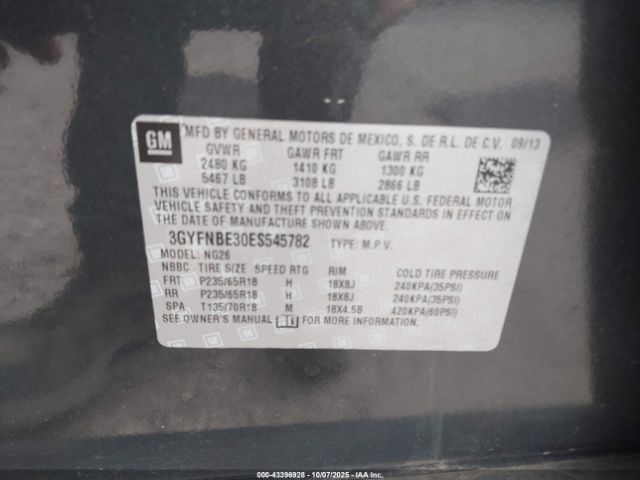 GM
MFD BY GENERAL MOTORS DE MEXICO, S. DE R.L. DE C.V. 09/13
GVWR GAWR FRT GAWR RR
2480 KG 1410 KG 1300 KG
5467 LB 3108 LB 2866 LB
THIS VEHICLE CONFORMS TO ALL APPLICABLE U.S. FEDERAL MOTOR
VEHICLE SAFETY AND THEFT PREVENTION STANDARDS IN EFFECT ON
THE DATE OF MANUFACTURE SHOWN ABOVE.
3GYFNBE30ES545782 TYPE: M.P.V.
MODEL: NG26
NBBC TIRE SIZE SPEED RTG RIM COLD TIRE PRESSURE
FRT P235/65R18 H 18X8J 240KPA(35PSI)
RR P235/65R18 H 18X8J 240KPA(35PSI)
SPA T135/70R18 M 18X4.5B 420KPA(60PSI)
SEE OWNER'S MANUAL FOR MORE INFORMATION.
000-43396928 - 10/07/2025 - IAAI.COM